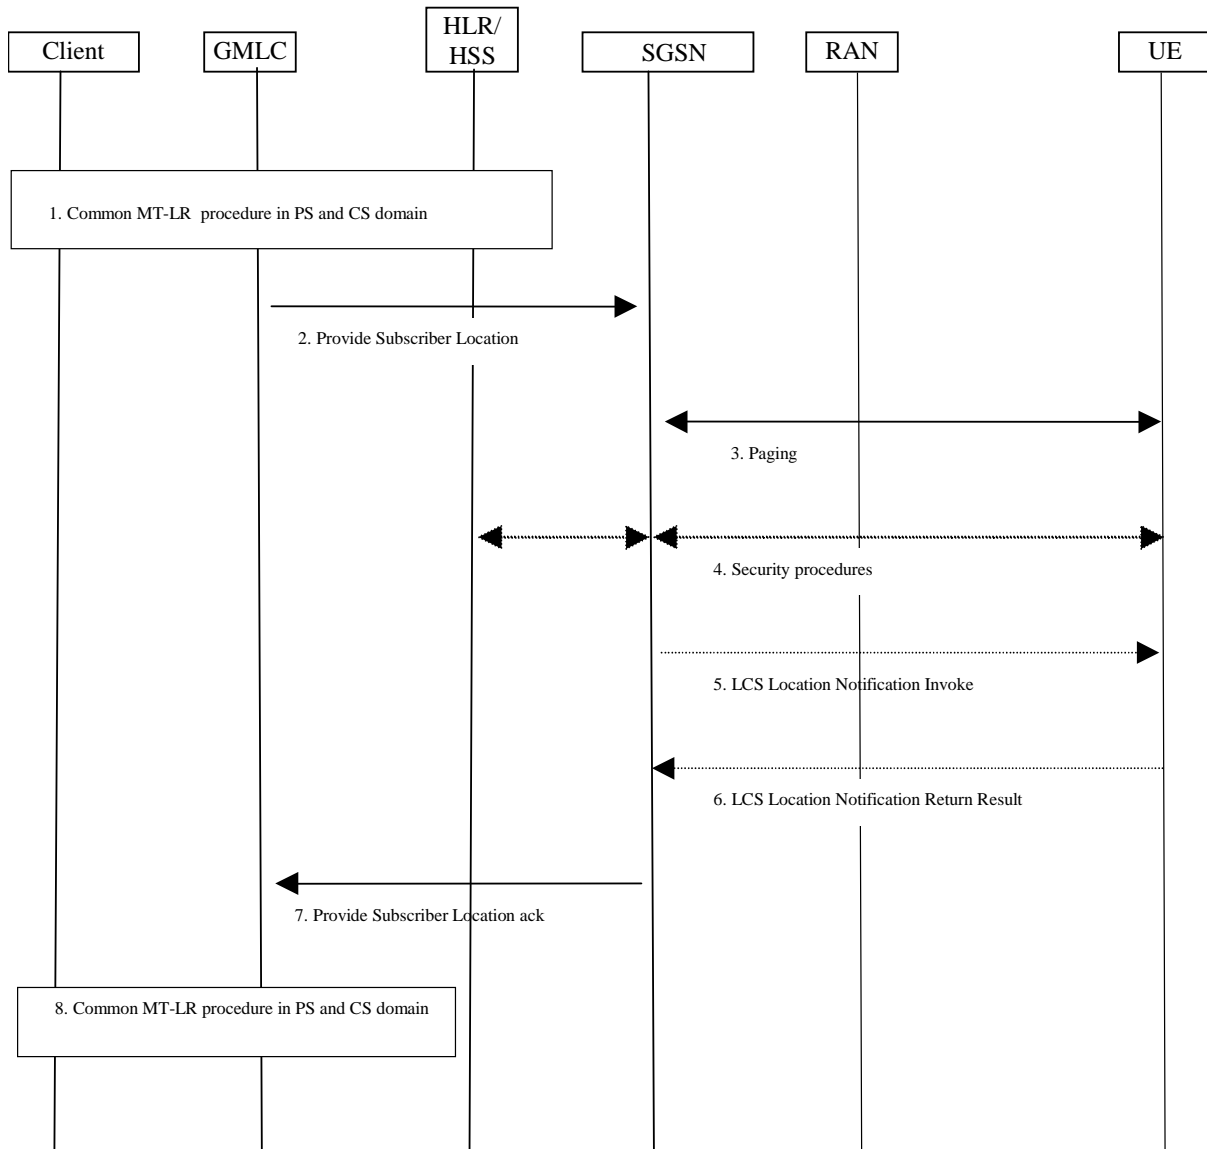 Client
GMLC
HLR/
HSS
SGSN
RAN
UE
1. Common MT-LR procedure in PS and CS domain
2. Provide Subscriber Location
3. Paging
4. Security procedures
5. LCS Location Notification Invoke
6. LCS Location Notification Return Result
7. Provide Subscriber Location ack
8. Common MT-LR procedure in PS and CS domain